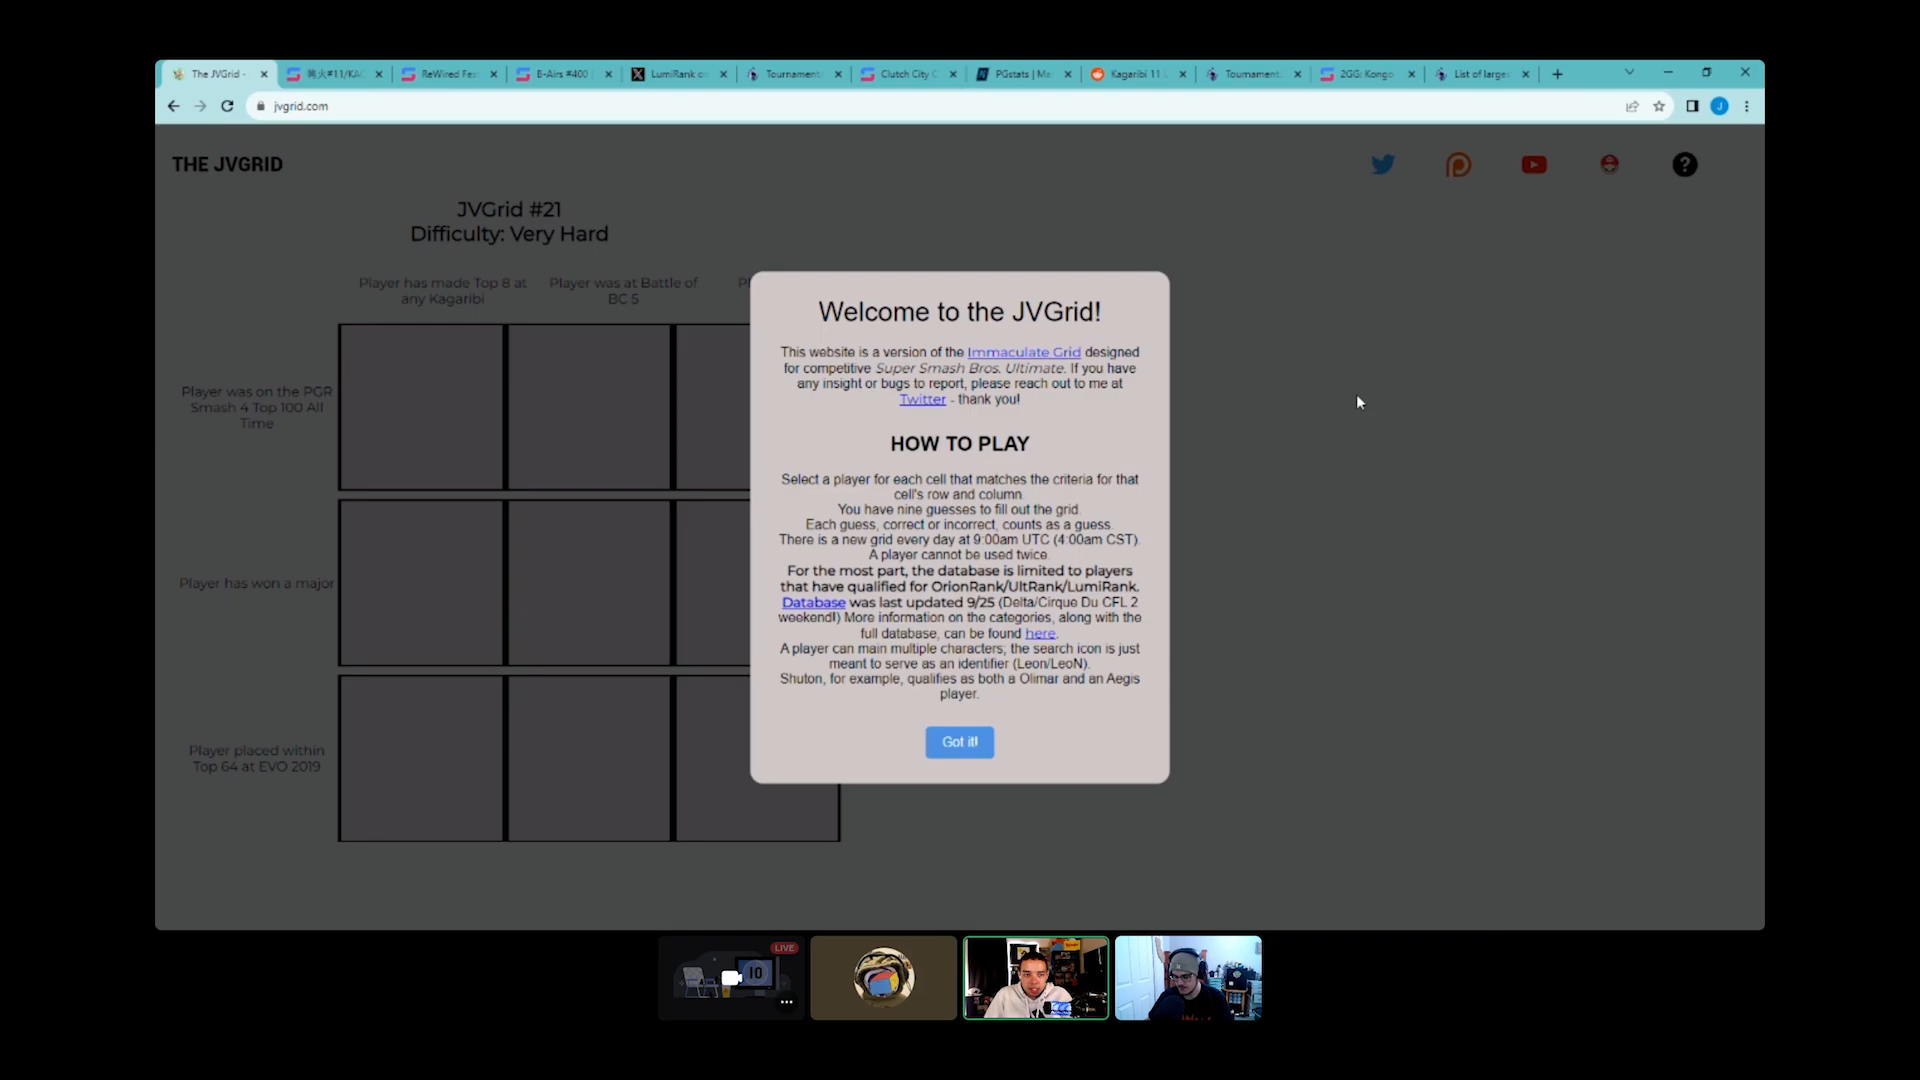 The JVGrid -
篝火#11/KA
ReWired Fes
B-Airs #400
LumiRank o
Tournament:
Clutch City C
PGstats | Ma
Kagaribi 11
Tournament:
2GG: Kongo
List of large
jvgrid.com
J
THE JVGRID
?
JVGrid #21
Difficulty: Very Hard
Player has made Top 8 at
any Kagaribi
Player was at Battle of
BC 5
Player was on the PGR
Smash 4 Top 100 All
Time
Player has won a major
Player placed within
Top 64 at EVO 2019
Welcome to the JVGrid!
This website is a version of the Immaculate Grid designed
for competitive Super Smash Bros. Ultimate. If you have
any insight or bugs to report, please reach out to me at
Twitter - thank you!
HOW TO PLAY
Select a player for each cell that matches the criteria for that
cell's row and column.
You have nine guesses to fill out the grid.
Each guess, correct or incorrect, counts as a guess.
There is a new grid every day at 9:00am UTC (4:00am CST).
A player cannot be used twice.
For the most part, the database is limited to players
that have qualified for OrionRank/UltRank/LumiRank.
Database was last updated 9/25 (Delta/Cirque Du CFL 2
weekend!) More information on the categories, along with the
full database, can be found here.
A player can main multiple characters; the search icon is just
meant to serve as an identifier (Leon/LeoN).
Shuton, for example, qualifies as both a Olimar and an Aegis
player.
Got it!
LIVE
10